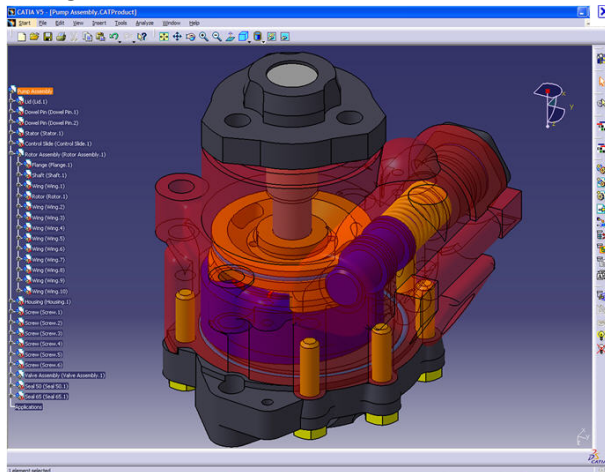 CATIA V5 - [Pump Assembly.CATProduct]
Start File Edit View Insert Tools Analyze Window Help
Pump Assembly
Lid (Lid.1)
Dowel Pin (Dowel Pin.1)
Dowel Pin (Dowel Pin.2)
Stator (Stator.1)
Control Slide (Control Slide.1)
Rotor Assembly (Rotor Assembly.1)
Flange (Flange.1)
Shaft (Shaft.1)
Wing (Wing.1)
Rotor (Rotor.1)
Wing (Wing.2)
Wing (Wing.3)
Wing (Wing.4)
Wing (Wing.5)
Wing (Wing.6)
Wing (Wing.7)
Wing (Wing.8)
Wing (Wing.9)
Wing (Wing.10)
Housing (Housing.1)
Screw (Screw.1)
Screw (Screw.2)
Screw (Screw.3)
Screw (Screw.4)
Screw (Screw.5)
Screw (Screw.6)
Valve Assembly (Valve Assembly.1)
Seal 50 (Seal 50.1)
Seal 65 (Seal 65.1)
Applications
x
y
z
CATIA
1 element selected